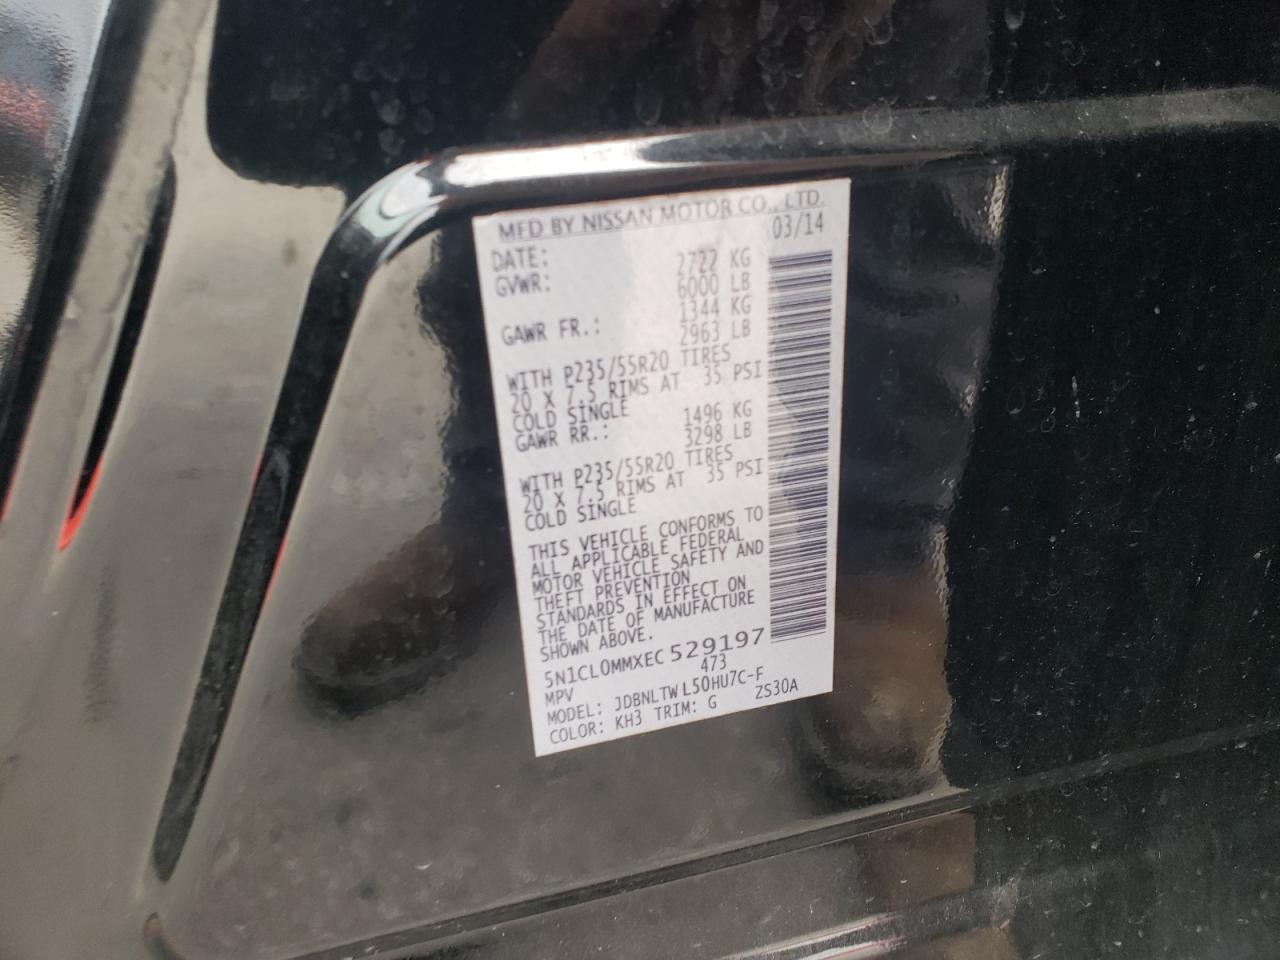 MFD BY NISSAN MOTOR CO., LTD.
DATE: 03/14
GVWR: 2722 KG
6000 LB
GAWR FR.: 1344 KG
2963 LB
WITH P235/55R20 TIRES
20 X 7.5 RIMS AT 35 PSI
COLD SINGLE
GAWR RR.: 1496 KG
3298 LB
WITH P235/55R20 TIRES
20 X 7.5 RIMS AT 35 PSI
COLD SINGLE
THIS VEHICLE CONFORMS TO
ALL APPLICABLE FEDERAL
MOTOR VEHICLE SAFETY AND
THEFT PREVENTION
STANDARDS IN EFFECT ON
THE DATE OF MANUFACTURE
SHOWN ABOVE.
5N1CL0MMXEC529197
MPV 473
MODEL: JDBNLTWL50HU7C-F
COLOR: KH3 TRIM: G ZS30A